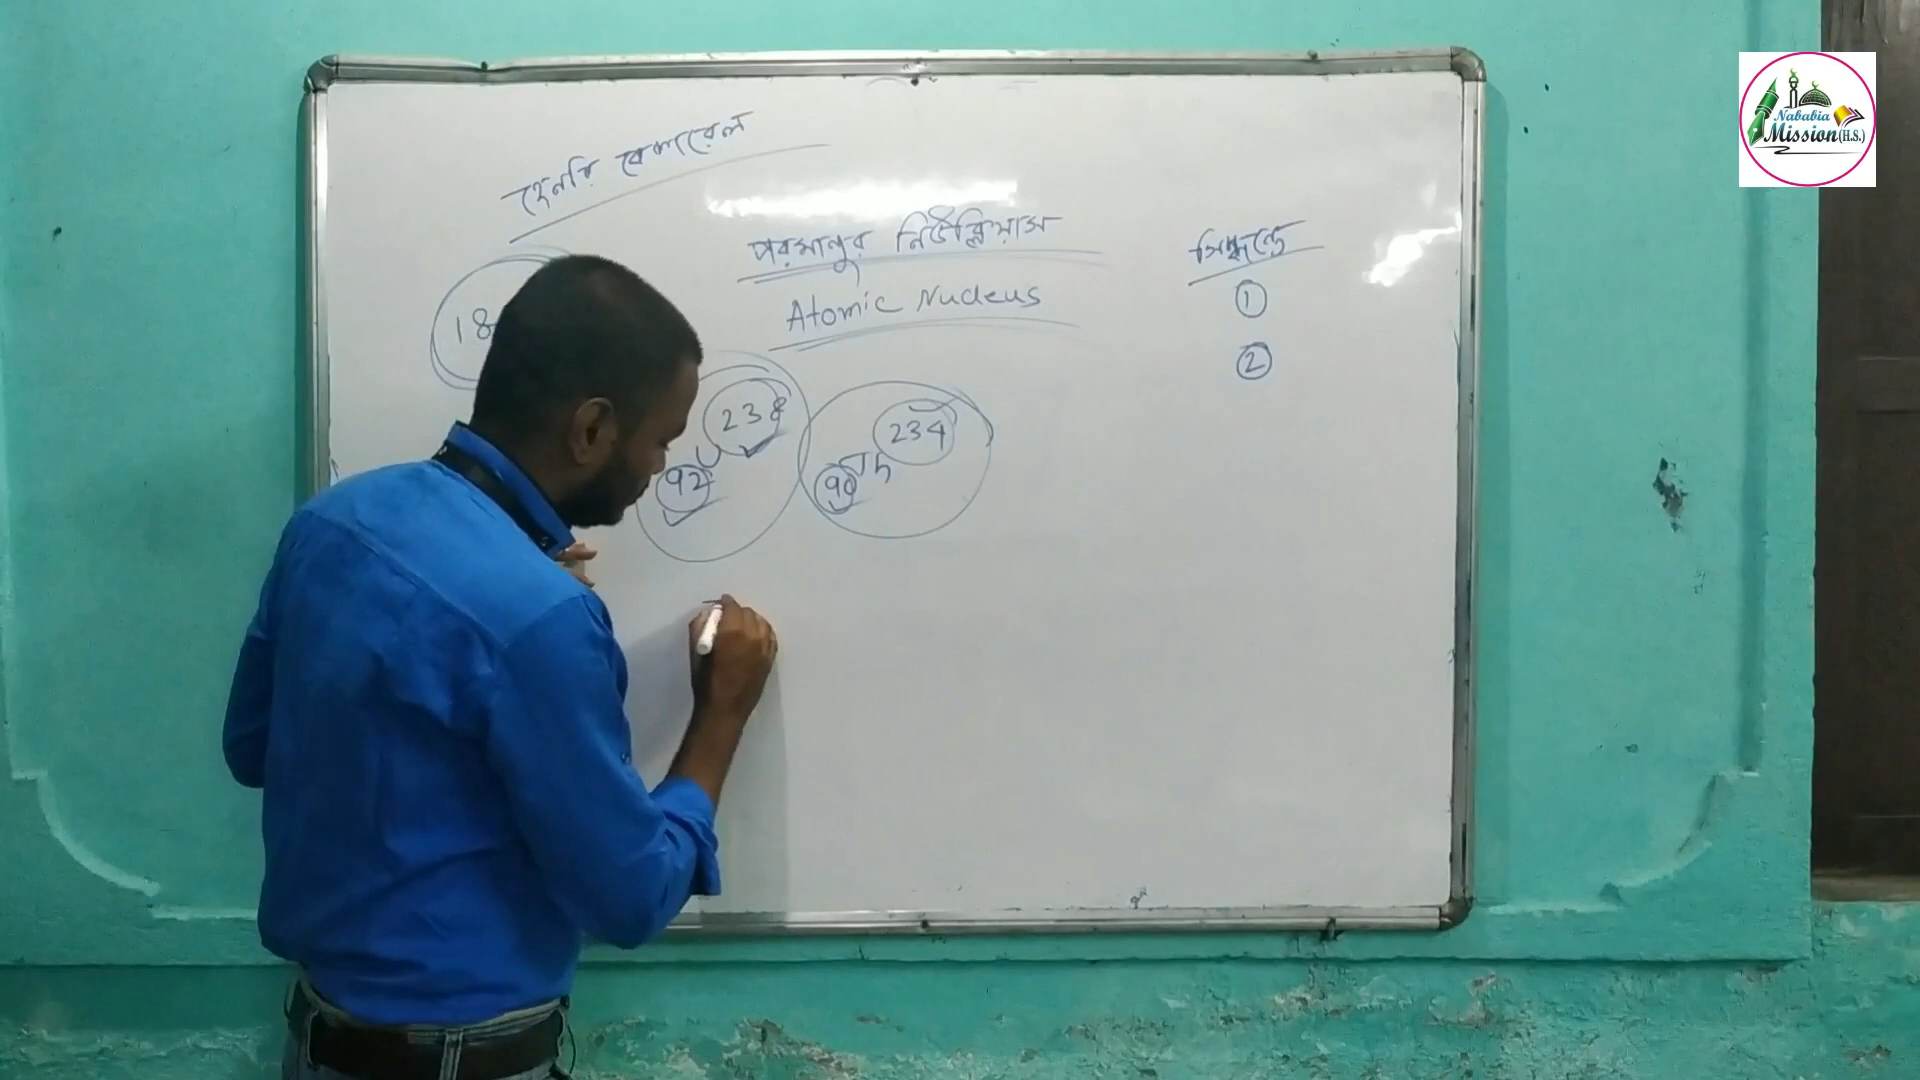 হেনরি বেকারেল
পরমানুর নিউক্লিয়াস
Atomic Nucleus
সিদ্ধান্ত
1
2
18
92 U 238
90 Th 234
Nababia
Mission (H.S.)